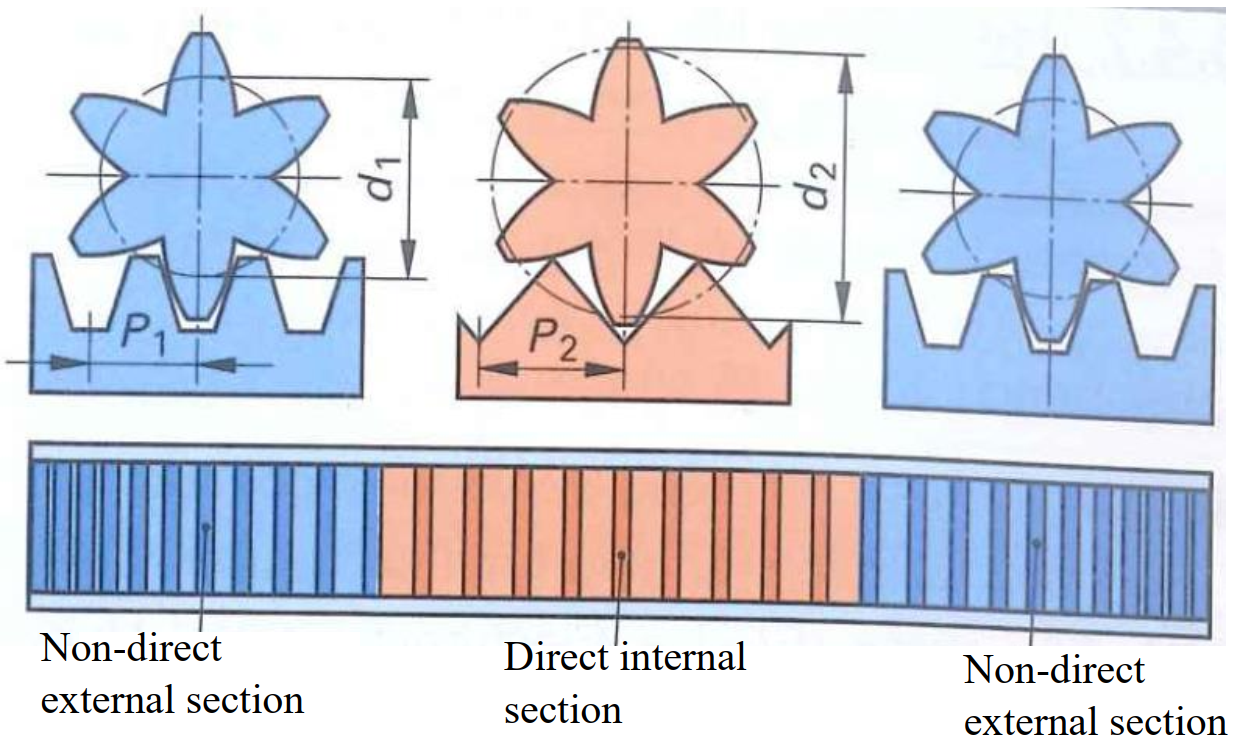 d1
d2
P1
P2
Non-direct
external section
Direct internal
section
Non-direct
external section